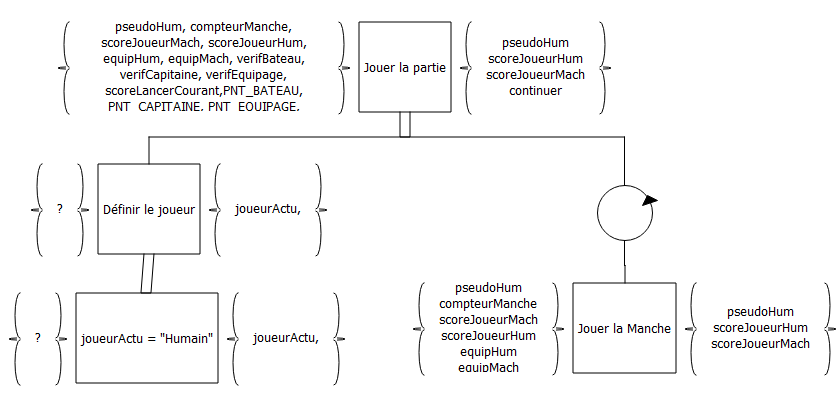 pseudoHum, compteurManche,
scoreJoueurMach, scoreJoueurHum,
equipHum, equipMach, verifBateau,
verifCapitaine, verifEquipage,
scoreLancerCourant,PNT_BATEAU,
PNT_CAPITAINE, PNT_EQUIPAGE,
Jouer la partie
pseudoHum
scoreJoueurHum
scoreJoueurMach
continuer
?
Définir le joueur
joueurActu,
?
joueurActu = "Humain"
joueurActu,
pseudoHum
compteurManche
scoreJoueurMach
scoreJoueurHum
equipHum
equipMach
Jouer la Manche
pseudoHum
scoreJoueurHum
scoreJoueurMach